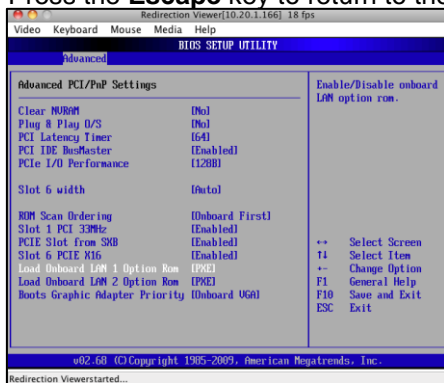 Press the Escape key to return to the
Redirection Viewer[10.20.1.166] 18 fps
Video Keyboard Mouse Media Help
BIOS SETUP UTILITY
Advanced
Advanced PCI/PnP Settings
Clear NVRAM [No]
Plug & Play O/S [No]
PCI Latency Timer [64]
PCI IDE BusMaster [Enabled]
PCIe I/O Performance [128B]
Slot 6 width [Auto]
ROM Scan Ordering [Onboard First]
Slot 1 PCI 33MHz [Enabled]
PCIE Slot from SXB [Enabled]
Slot 6 PCIE X16 [Enabled]
Load Onboard LAN 1 Option Rom [PXE]
Load Onboard LAN 2 Option Rom [PXE]
Boots Graphic Adapter Priority [Onboard VGA]
Enable/Disable onboard
LAN option rom.
↔ Select Screen
↑↓ Select Item
+- Change Option
F1 General Help
F10 Save and Exit
ESC Exit
v02.68 (C)Copyright 1985-2009, American Megatrends, Inc.
Redirection Viewerstarted...